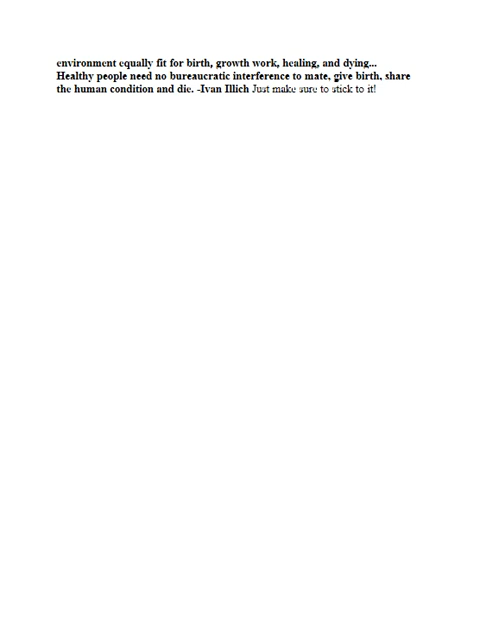 environment equally fit for birth, growth work, healing, and dying...
Healthy people need no bureaucratic interference to mate, give birth, share
the human condition and die. -Ivan Illich Just make sure to stick to it!